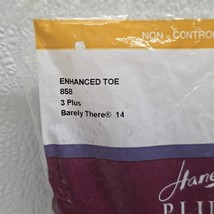 NON-CONTROL
ENHANCED TOE
858
3 Plus
Barely There® 14
Hanes
PLU